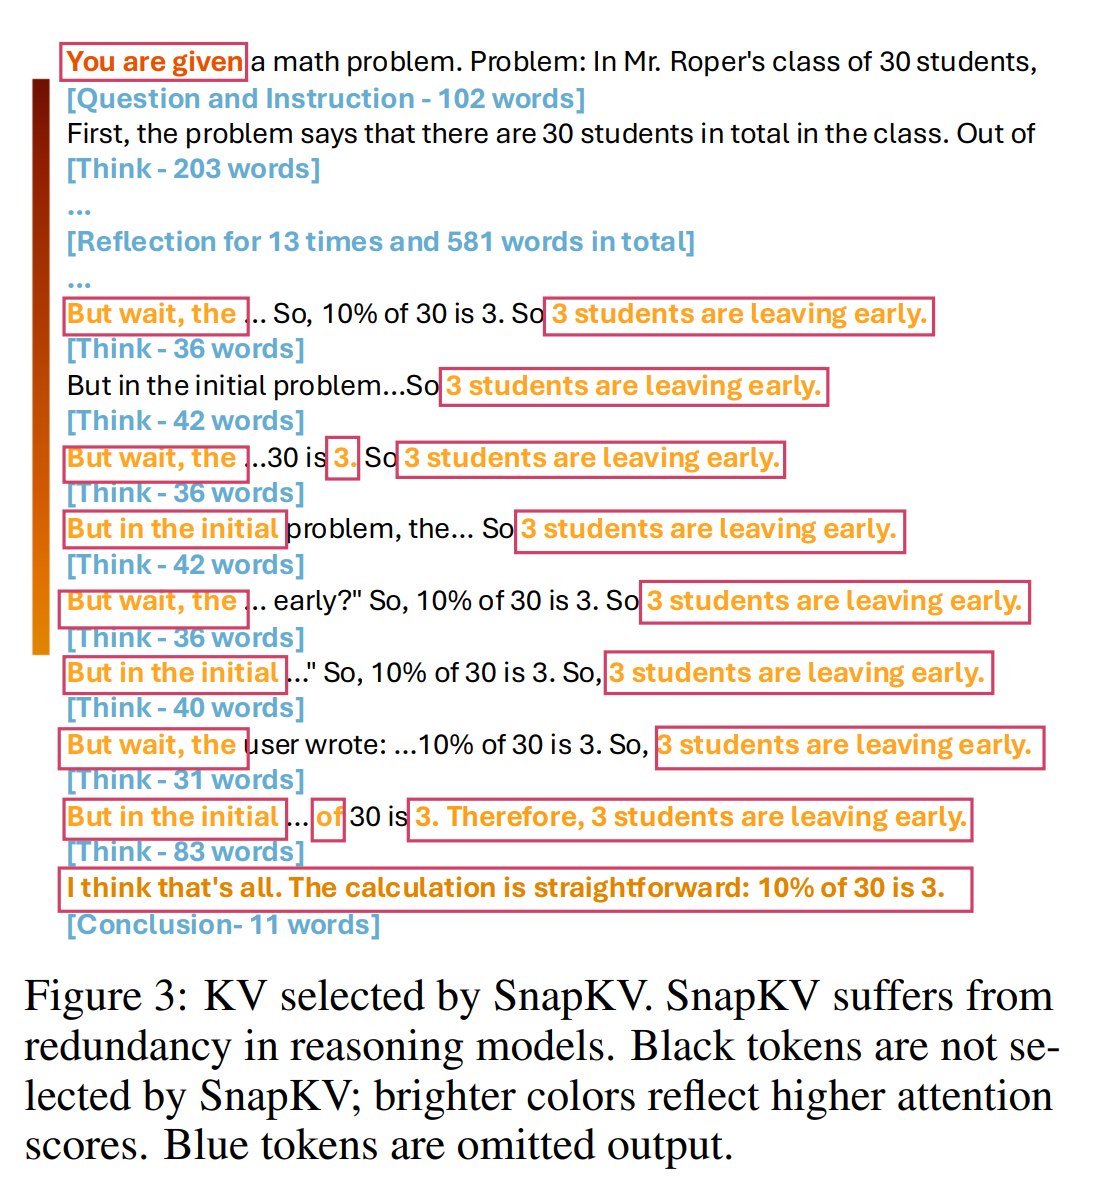 You are given a math problem. Problem: In Mr. Roper's class of 30 students,
[Question and Instruction - 102 words]
First, the problem says that there are 30 students in total in the class. Out of
[Think - 203 words]
...
[Reflection for 13 times and 581 words in total]
...
But wait, the ... So, 10% of 30 is 3. So 3 students are leaving early.
[Think - 36 words]
But in the initial problem...So 3 students are leaving early.
[Think - 42 words]
But wait, the ...30 is 3. So 3 students are leaving early.
[Think - 36 words]
But in the initial problem, the... So 3 students are leaving early.
[Think - 42 words]
But wait, the ... early?" So, 10% of 30 is 3. So 3 students are leaving early.
[Think - 36 words]
But in the initial ..." So, 10% of 30 is 3. So, 3 students are leaving early.
[Think - 40 words]
But wait, the user wrote: ...10% of 30 is 3. So, 3 students are leaving early.
[Think - 31 words]
But in the initial ... of 30 is 3. Therefore, 3 students are leaving early.
[Think - 83 words]
I think that's all. The calculation is straightforward: 10% of 30 is 3.
[Conclusion- 11 words]
Figure 3: KV selected by SnapKV. SnapKV suffers from
redundancy in reasoning models. Black tokens are not se-
lected by SnapKV; brighter colors reflect higher attention
scores. Blue tokens are omitted output.